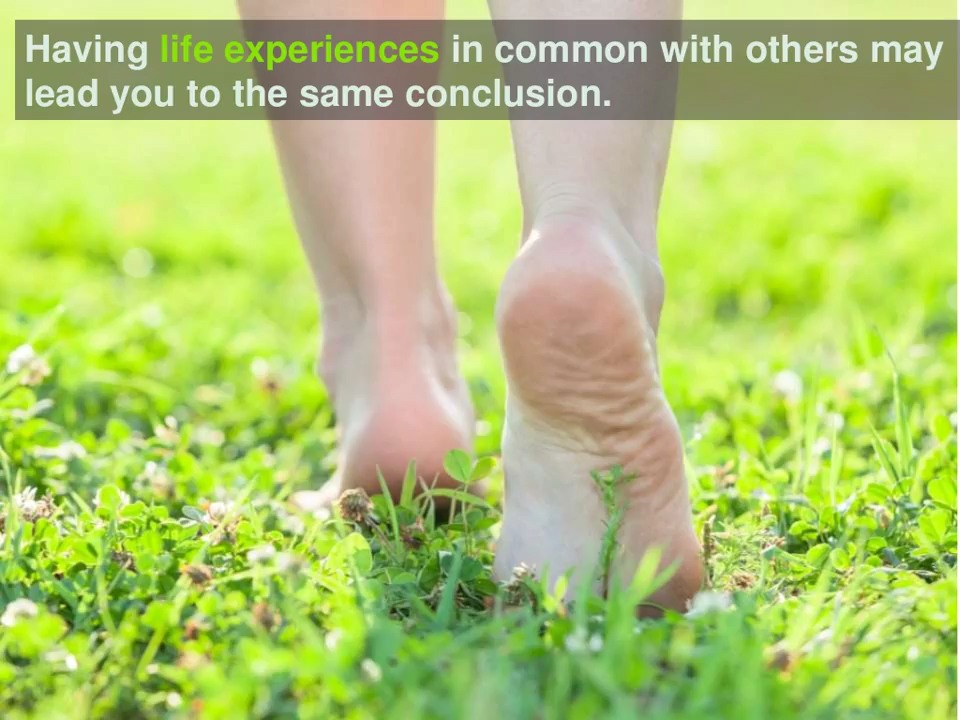 Having life experiences in common with others may
lead you to the same conclusion.